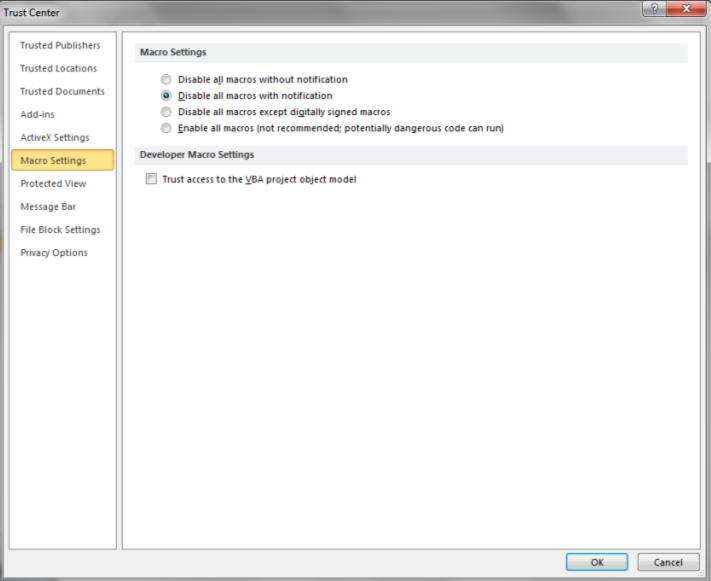 Trust Center
Trusted Publishers
Trusted Locations
Trusted Documents
Add-ins
ActiveX Settings
Macro Settings
Protected View
Message Bar
File Block Settings
Privacy Options
Macro Settings
Disable all macros without notification
Disable all macros with notification
Disable all macros except digitally signed macros
Enable all macros (not recommended; potentially dangerous code can run)
Developer Macro Settings
Trust access to the VBA project object model
OK
Cancel